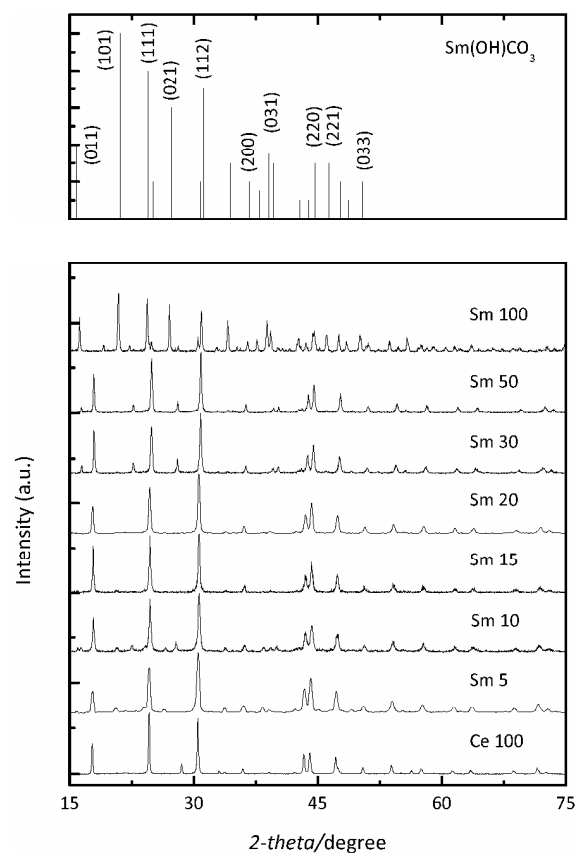 Sm(OH)CO3
(011)
(101)
(111)
(021)
(112)
(200)
(031)
(220)
(221)
(033)
Sm 100
Sm 50
Sm 30
Sm 20
Sm 15
Sm 10
Sm 5
Ce 100
Intensity (a.u.)
15 30 45 60 75
2-theta/degree